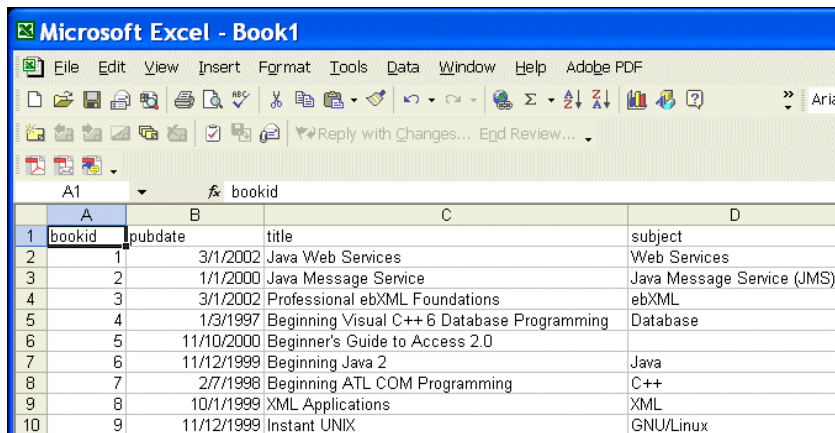 Microsoft Excel - Book1
File Edit View Insert Format Tools Data Window Help Adobe PDF
ABC Σ A Z Z A ? » Aria
Reply with Changes... End Review...
A1 fx bookid
A B C D
1 bookid pubdate title subject
2 1 3/1/2002 Java Web Services Web Services
3 2 1/1/2000 Java Message Service Java Message Service (JMS)
4 3 3/1/2002 Professional ebXML Foundations ebXML
5 4 1/3/1997 Beginning Visual C++ 6 Database Programming Database
6 5 11/10/2000 Beginner's Guide to Access 2.0
7 6 11/12/1999 Beginning Java 2 Java
8 7 2/7/1998 Beginning ATL COM Programming C++
9 8 10/1/1999 XML Applications XML
10 9 11/12/1999 Instant UNIX GNU/Linux